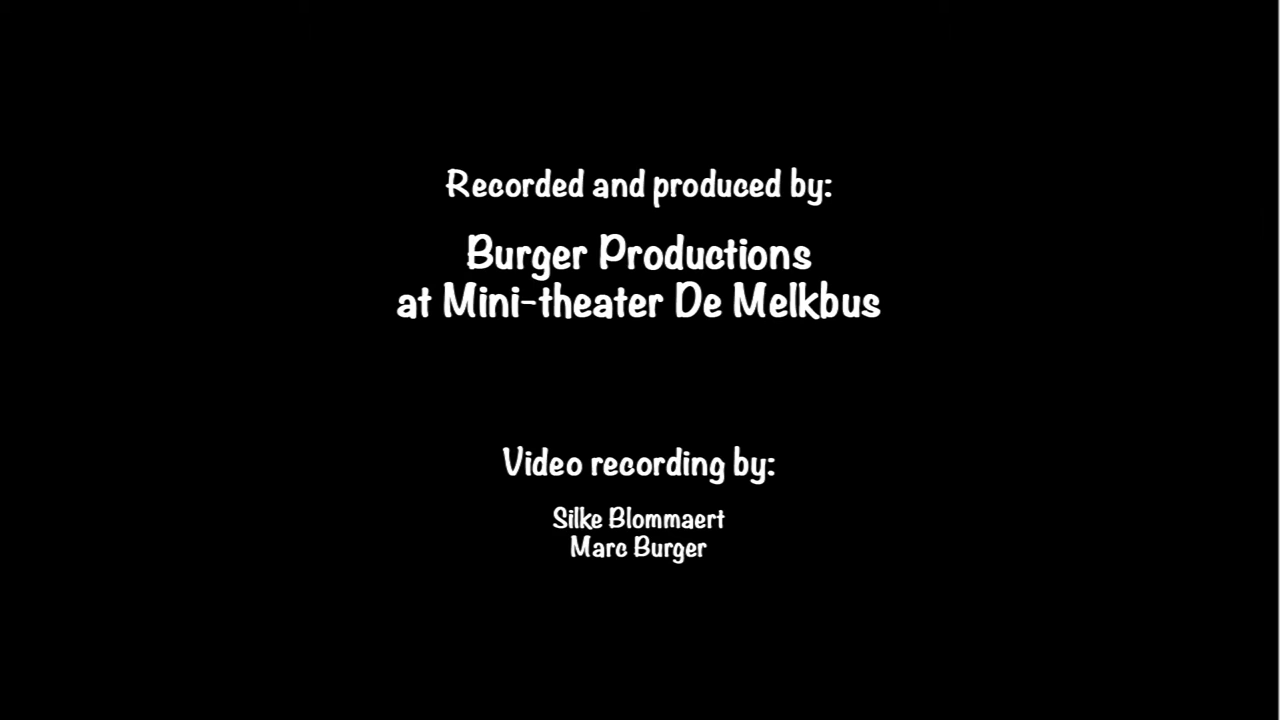 Recorded and produced by:
Burger Productions
at Mini-theater De Melkbus
Video recording by:
Silke Blommaert
Marc Burger